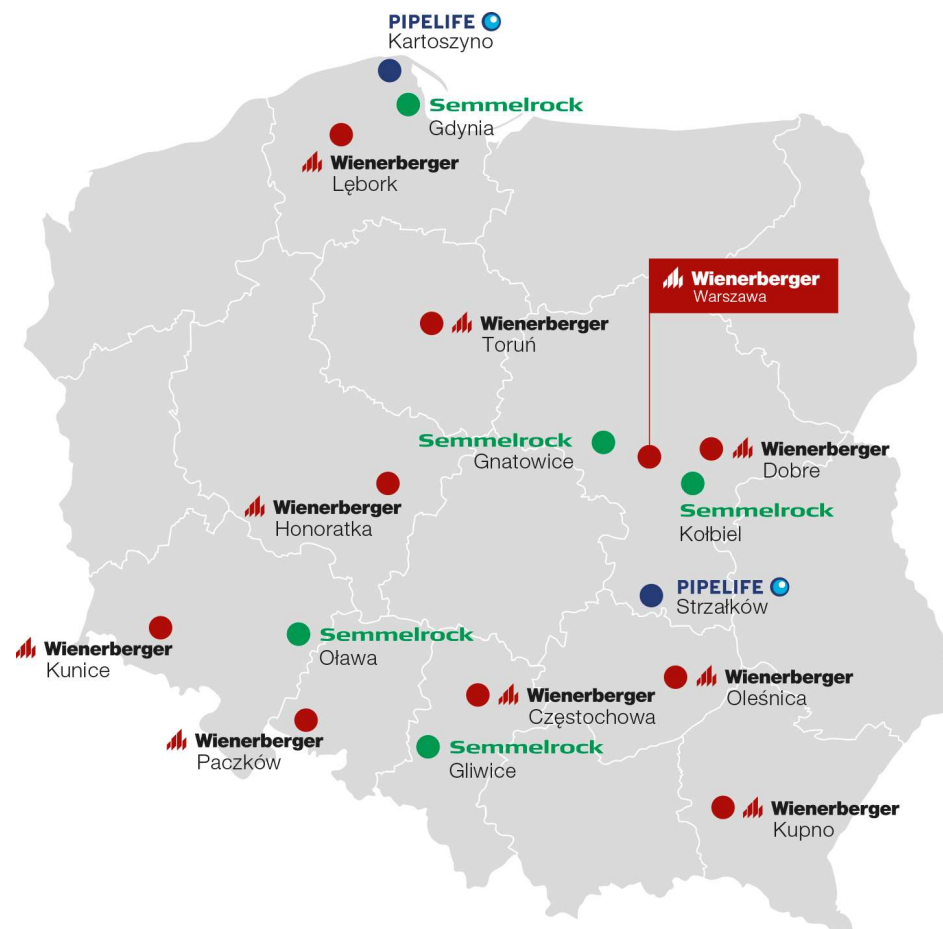 PIPELIFE
Kartoszyno
Semmelrock
Gdynia
Wienerberger
Lębork
Wienerberger
Warszawa
Wienerberger
Toruń
Semmelrock
Gnatowice
Wienerberger
Dobre
Wienerberger
Honoratka
Semmelrock
Kołbiel
PIPELIFE
Strzałków
Semmelrock
Oława
Wienerberger
Kunice
Wienerberger
Oleśnica
Wienerberger
Częstochowa
Wienerberger
Paczków
Semmelrock
Gliwice
Wienerberger
Kupno